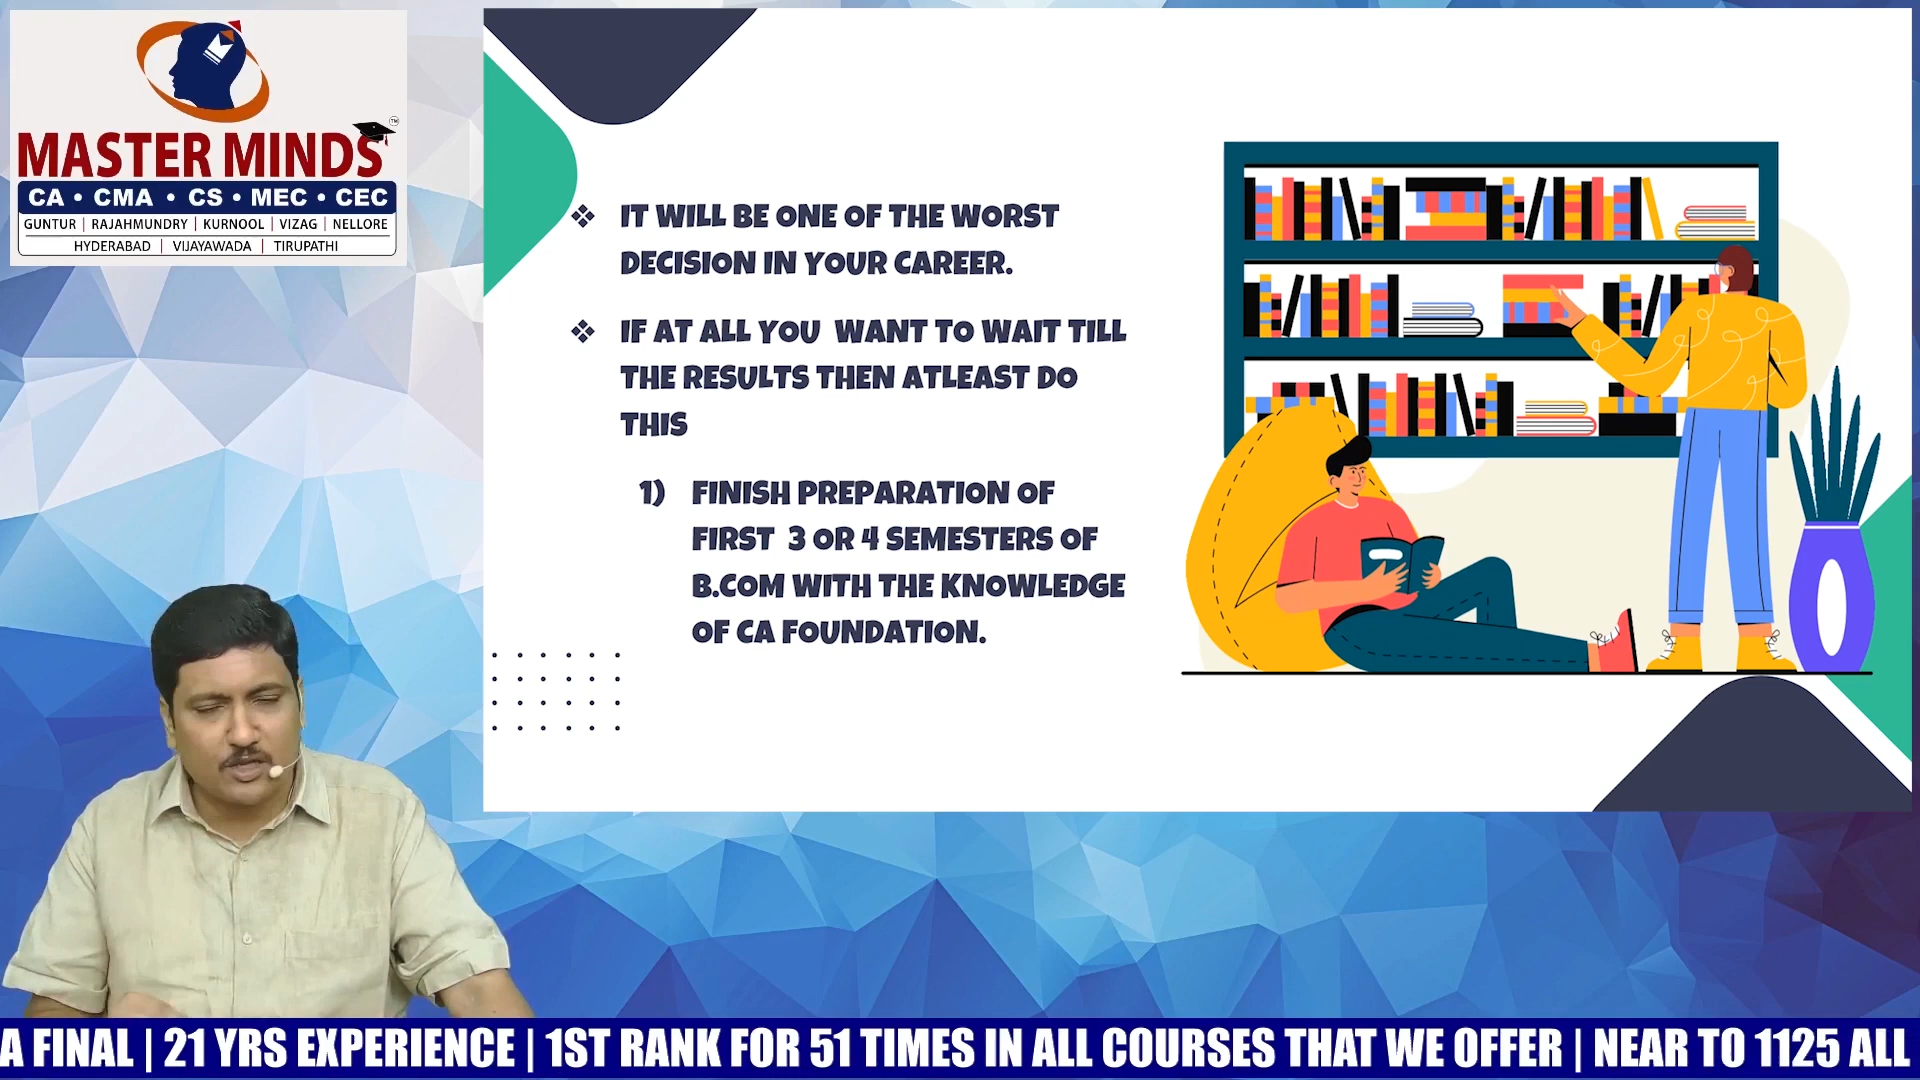 MASTER MINDS
TM
CA • CMA • CS • MEC • CEC
GUNTUR | RAJAHMUNDRY | KURNOOL | VIZAG | NELLORE
HYDERABAD | VIJAYAWADA | TIRUPATHI
❖ IT WILL BE ONE OF THE WORST
DECISION IN YOUR CAREER.
❖ IF AT ALL YOU WANT TO WAIT TILL
THE RESULTS THEN ATLEAST DO
THIS
1) FINISH PREPARATION OF
FIRST 3 OR 4 SEMESTERS OF
B.COM WITH THE KNOWLEDGE
OF CA FOUNDATION.
A FINAL | 21 YRS EXPERIENCE | 1ST RANK FOR 51 TIMES IN ALL COURSES THAT WE OFFER | NEAR TO 1125 ALL